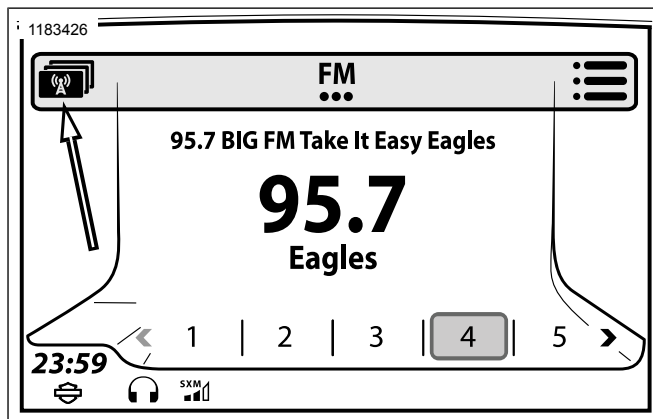 1183426
FM
95.7 BIG FM Take It Easy Eagles
95.7
Eagles
1 2 3 4 5
23:59
SXM